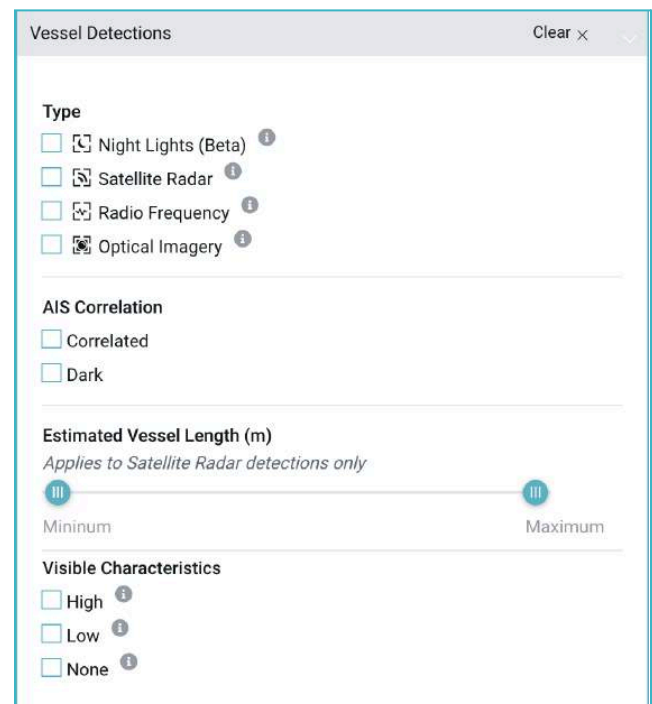 Vessel Detections Clear ×
Type
Night Lights (Beta)
Satellite Radar
Radio Frequency
Optical Imagery
AIS Correlation
Correlated
Dark
Estimated Vessel Length (m)
Applies to Satellite Radar detections only
Mininum Maximum
Visible Characteristics
High
Low
None